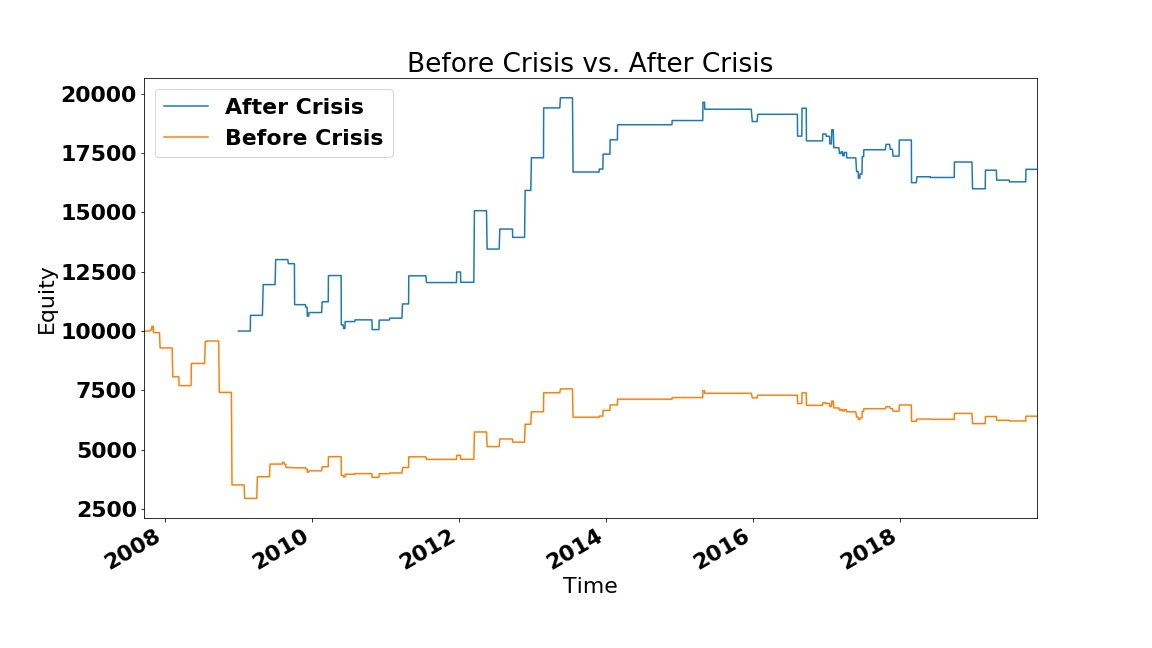 Before Crisis vs. After Crisis
After Crisis
Before Crisis
20000
17500
15000
12500
10000
7500
5000
2500
Equity
2008
2010
2012
2014
2016
2018
Time